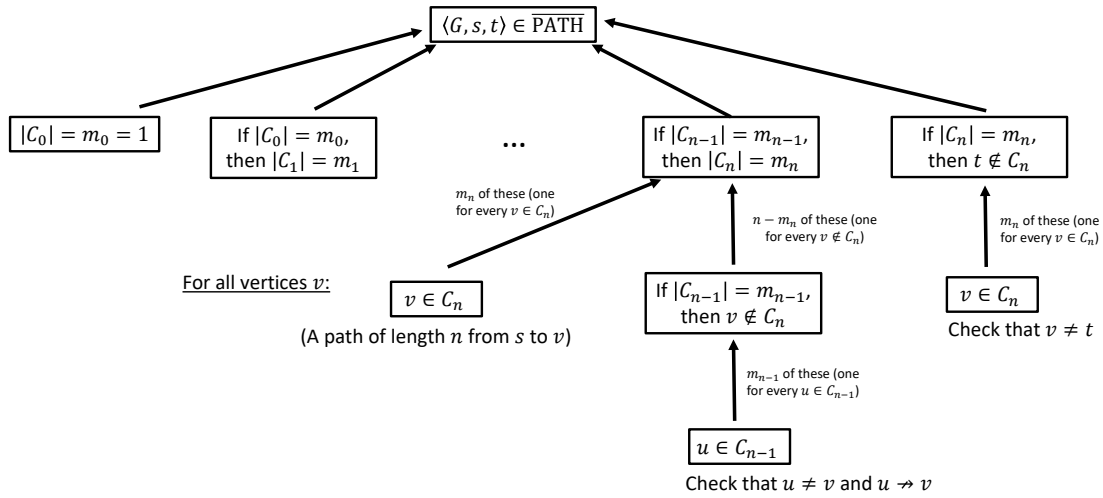 ⟨G, s, t⟩ ∈ \overline{PATH}
|C₀| = m₀ = 1
If |C₀| = m₀,
then |C₁| = m₁
...
If |Cₙ₋₁| = mₙ₋₁,
then |Cₙ| = mₙ
If |Cₙ| = mₙ,
then t ∉ Cₙ
mₙ of these (one
for every v ∈ Cₙ)
n − mₙ of these (one
for every v ∉ Cₙ)
mₙ of these (one
for every v ∈ Cₙ)
For all vertices v:
v ∈ Cₙ
(A path of length n from s to v)
If |Cₙ₋₁| = mₙ₋₁,
then v ∉ Cₙ
v ∈ Cₙ
Check that v ≠ t
mₙ₋₁ of these (one
for every u ∈ Cₙ₋₁)
u ∈ Cₙ₋₁
Check that u ≠ v and u ↛ v